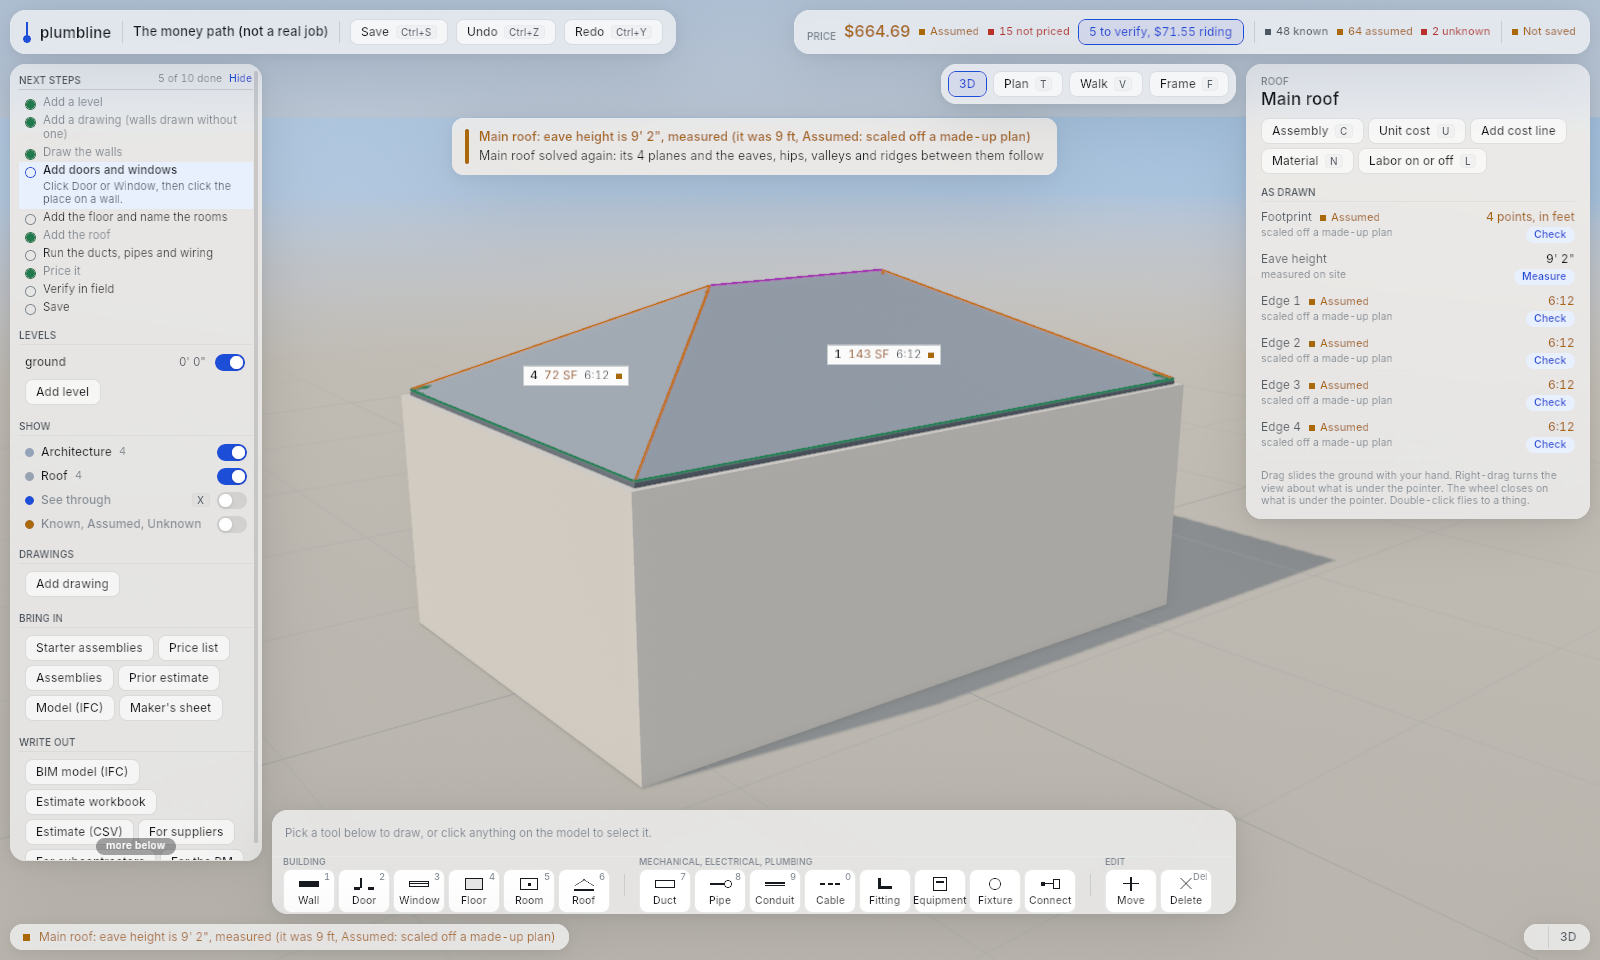 plumbline
The money path (not a real job)
Save Ctrl+S
Undo Ctrl+Z
Redo Ctrl+Y
PRICE $664.69 Assumed 15 not priced 5 to verify, $71.55 riding 48 known 64 assumed 2 unknown Not saved
NEXT STEPS 5 of 10 done Hide
Add a level
Add a drawing (walls drawn without
one)
Draw the walls
Add doors and windows
Click Door or Window, then click the
place on a wall.
Add the floor and name the rooms
Add the roof
Run the ducts, pipes and wiring
Price it
Verify in field
Save
LEVELS
ground 0' 0"
Add level
SHOW
Architecture 4
Roof 4
See through X
Known, Assumed, Unknown
DRAWINGS
Add drawing
BRING IN
Starter assemblies Price list
Assemblies Prior estimate
Model (IFC) Maker's sheet
WRITE OUT
BIM model (IFC)
Estimate workbook
Estimate (CSV) For suppliers
more below
3D Plan T Walk V Frame F
Main roof: eave height is 9' 2", measured (it was 9 ft, Assumed: scaled off a made-up plan)
Main roof solved again: its 4 planes and the eaves, hips, valleys and ridges between them follow
1 143 SF 6:12
4 72 SF 6:12
ROOF
Main roof
Assembly C Unit cost U Add cost line
Material N Labor on or off L
AS DRAWN
Footprint Assumed 4 points, in feet
scaled off a made-up plan Check
Eave height 9' 2"
measured on site Measure
Edge 1 Assumed 6:12
scaled off a made-up plan Check
Edge 2 Assumed 6:12
scaled off a made-up plan Check
Edge 3 Assumed 6:12
scaled off a made-up plan Check
Edge 4 Assumed 6:12
scaled off a made-up plan Check
Drag slides the ground with your hand. Right-drag turns the
view about what is under the pointer. The wheel closes on
what is under the pointer. Double-click flies to a thing.
Pick a tool below to draw, or click anything on the model to select it.
BUILDING MECHANICAL, ELECTRICAL, PLUMBING EDIT
1 2 3 4 5 6 7 8 9 0 Del
Wall Door Window Floor Room Roof Duct Pipe Conduit Cable Fitting Equipment Fixture Connect Move Delete
Main roof: eave height is 9' 2", measured (it was 9 ft, Assumed: scaled off a made-up plan)
3D